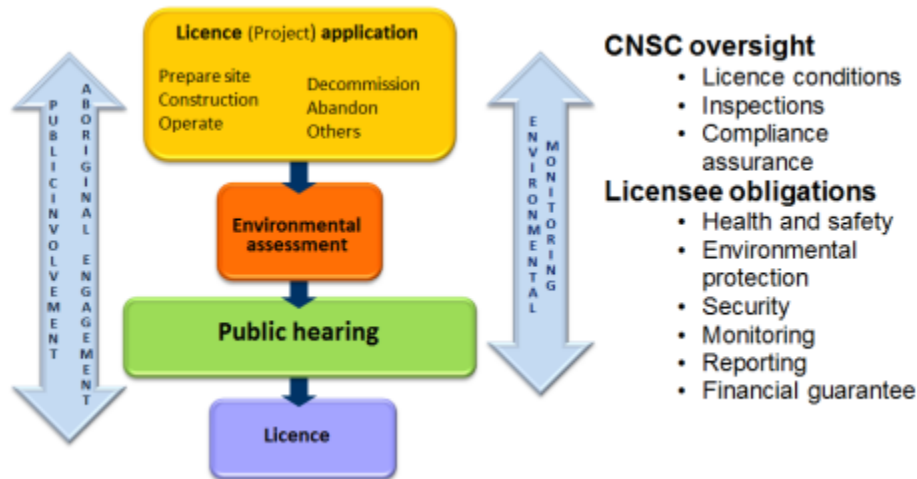 Licence (Project) application
Prepare site
Construction
Operate
Decommission
Abandon
Others
Environmental
assessment
Public hearing
Licence
PUBLICINVOLVEMENT
ABORIGINAL ENGAGEMENT
ENVIRONMENTAL
MONITORING
CNSC oversight
• Licence conditions
• Inspections
• Compliance
assurance
Licensee obligations
• Health and safety
• Environmental
protection
• Security
• Monitoring
• Reporting
• Financial guarantee